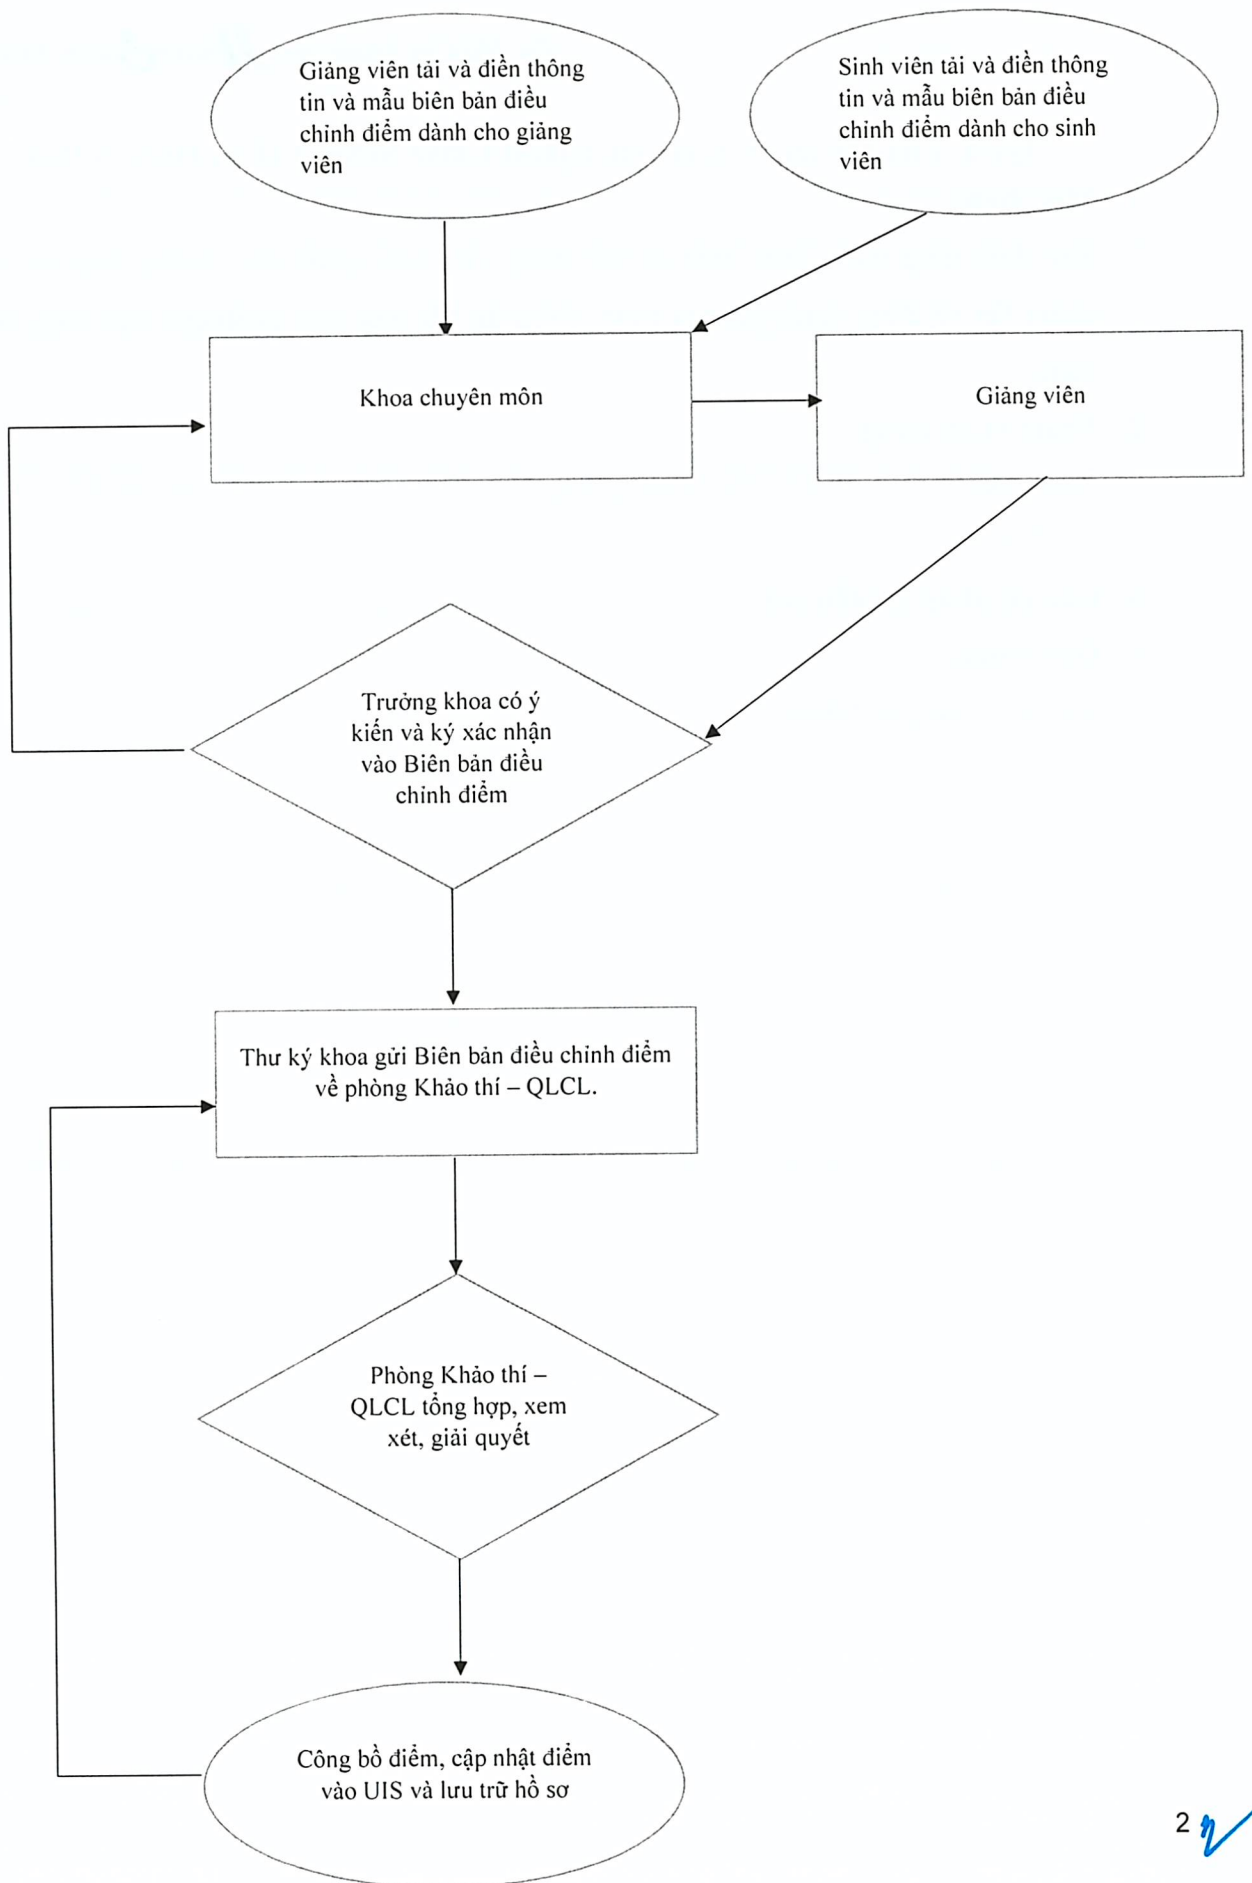 Giảng viên tải và điền thông
tin và mẫu biên bản điều
chỉnh điểm dành cho giảng
viên
Sinh viên tải và điền thông
tin và mẫu biên bản điều
chỉnh điểm dành cho sinh
viên
Khoa chuyên môn
Giảng viên
Trưởng khoa có ý
kiến và ký xác nhận
vào Biên bản điều
chỉnh điểm
Thư ký khoa gửi Biên bản điều chỉnh điểm
về phòng Khảo thí – QLCL.
Phòng Khảo thí –
QLCL tổng hợp, xem
xét, giải quyết
Công bồ điểm, cập nhật điểm
vào UIS và lưu trữ hồ sơ
2